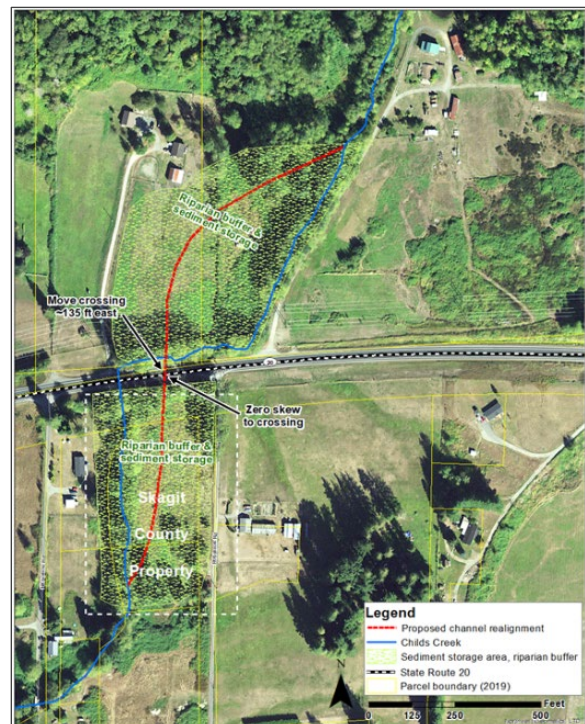 Riparian buffer &
sediment storage
Move crossing
~135 ft east
20
Zero skew
to crossing
Riparian buffer &
sediment storage
Skagit
County
Property
Legend
Proposed channel realignment
Childs Creek
Sediment storage area, riparian buffer
State Route 20
Parcel boundary (2019)
N
Feet
0 125 250 500